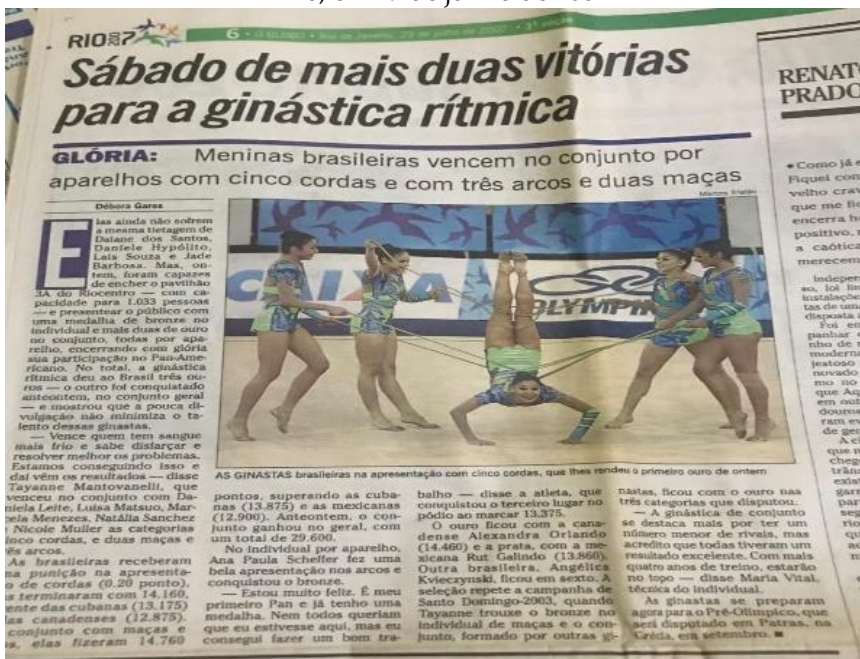 RIO 2007
6 • O GLOBO • Rio de Janeiro, 29 de julho de 2007 • 3ª edição
Sábado de mais duas vitórias
para a ginástica rítmica
GLÓRIA: Meninas brasileiras vencem no conjunto por
aparelhos com cinco cordas e com três arcos e duas maças
Débora Gares
Elas ainda não sofrem
a mesma tietagem de
Daiane dos Santos,
Daniele Hypólito,
Lais Souza e Jade
Barbosa. Mas, on-
tem, foram capazes
de encher o pavilhão
3A do Riocentro — com ca-
pacidade para 1.033 pessoas
— e presentear o público com
uma medalha de bronze no
individual e mais duas de ouro
no conjunto, todas por apa-
relho, encerrando com glória
sua participação no Pan-Ame-
ricano. No total, a ginástica
rítmica deu ao Brasil três ou-
ros — o outro foi conquistado
anteontem, no conjunto geral
— e mostrou que a pouca di-
vulgação não minimiza o ta-
lento dessas ginastas.
— Vence quem tem sangue
mais frio e sabe disfarçar e
resolver melhor os problemas.
Estamos conseguindo isso e
daí vêm os resultados — disse
Tayanne Mantovanelli, que
venceu no conjunto com Da-
niela Leite, Luisa Matsuo, Mar-
cela Menezes, Natália Sanchez
e Nicole Muller as categorias
cinco cordas, e duas maças e
três arcos.
As brasileiras receberam
uma punição na apresenta-
ção de cordas (0.20 ponto),
e terminaram com 14.160,
frente das cubanas (13.175)
das canadenses (12.875).
conjunto com maças e
os, elas fizeram 14.760
CAIXA
OLYMPIK
AS GINASTAS brasileiras na apresentação com cinco cordas, que lhes rendeu o primeiro ouro de ontem
pontos, superando as cuba-
nas (13.875) e as mexicanas
(12.900). Anteontem, o con-
junto ganhou no geral, com
um total de 29.600.
No individual por aparelho,
Ana Paula Scheffer fez uma
bela apresentação nos arcos e
conquistou o bronze.
— Estou muito feliz. É meu
primeiro Pan e já tenho uma
medalha. Nem todos queriam
que eu estivesse aqui, mas eu
consegui fazer um bom tra-
balho — disse a atleta, que
conquistou o terceiro lugar no
pódio ao marcar 13.375.
O ouro ficou com a cana-
dense Alexandra Orlando
(14.460) e a prata, com a me-
xicana Rut Galindo (13.860).
Outra brasileira, Angélica
Kvieczynski, ficou em sexto. A
seleção repete a campanha de
Santo Domingo-2003, quando
Tayanne trouxe o bronze no
individual de maças e o con-
junto, formado por outras gi-
nastas, ficou com o ouro nas
três categorias que disputou.
— A ginástica de conjunto
se destaca mais por ter um
número menor de rivais, mas
acredito que todas tiveram um
resultado excelente. Com mais
quatro anos de treino, estarão
no topo — disse Maria Vital,
técnica do individual.
As ginastas se preparam
agora para o Pré-Olímpico, que
será disputado em Patras, na
Grécia, em setembro.
RENATO
PRADO
• Como já
Fiquei com
velho
que me
encerra
positivo,
a caótica
merecem